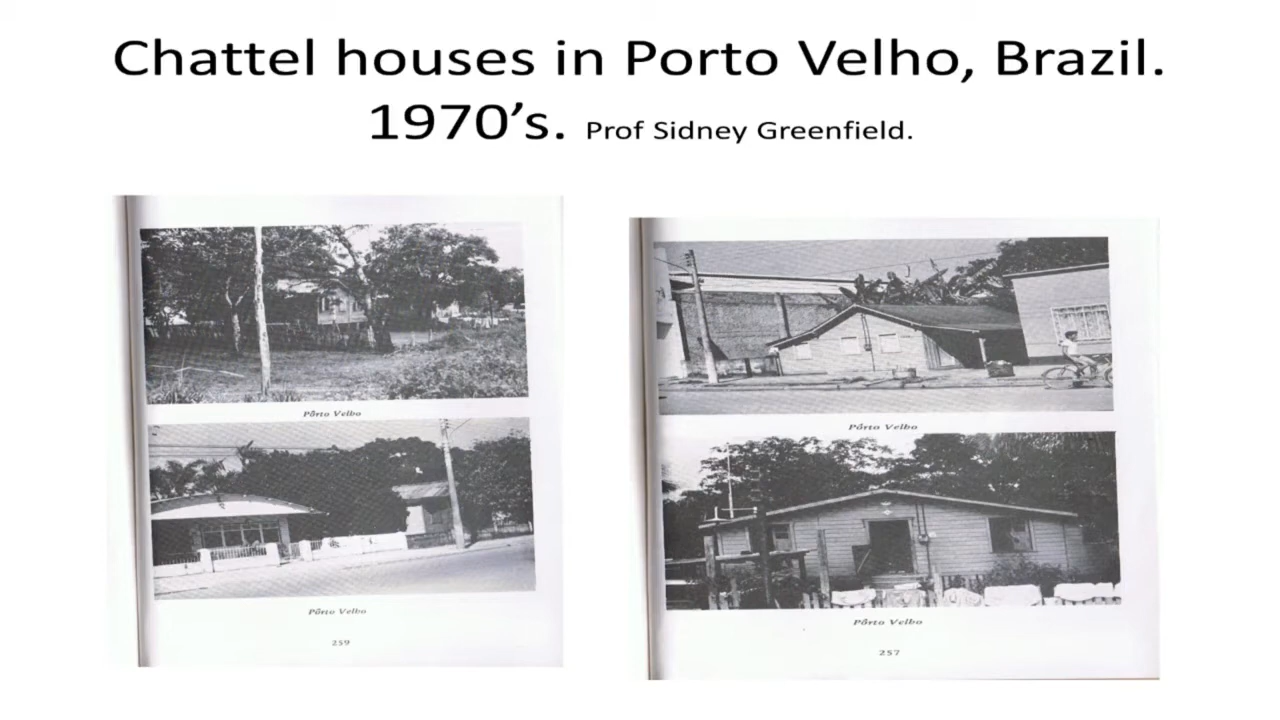 Chattel houses in Porto Velho, Brazil.
1970’s. Prof Sidney Greenfield.
Pôrto Velho
Pôrto Velho
259
Pôrto Velho
Pôrto Velho
257